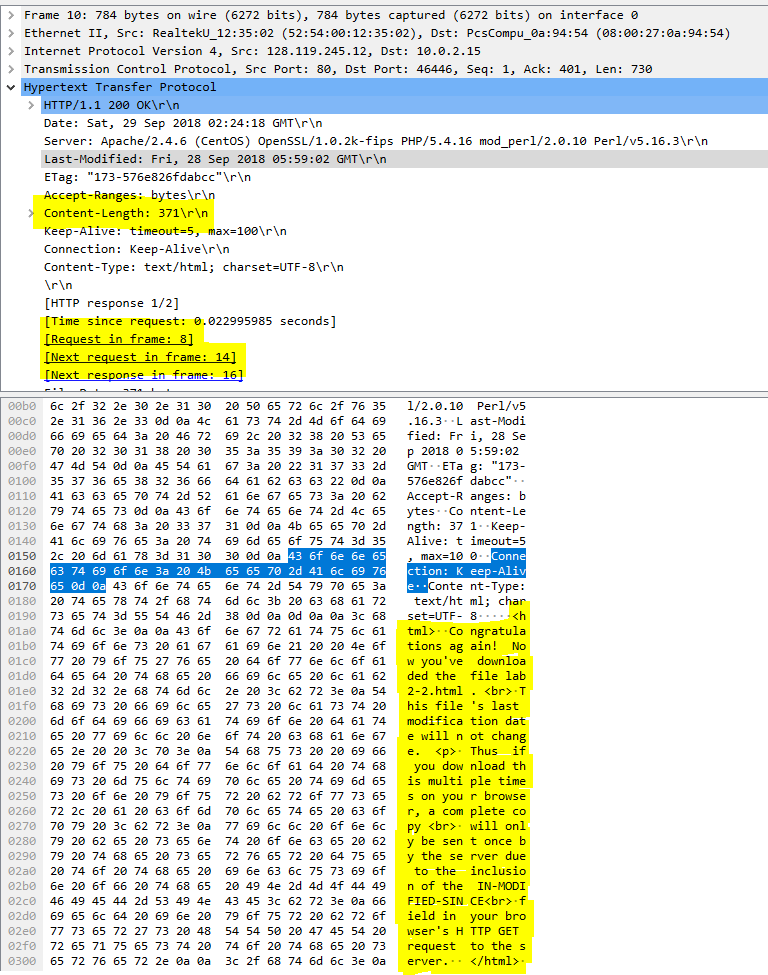 Frame 10: 784 bytes on wire (6272 bits), 784 bytes captured (6272 bits) on interface 0
Ethernet II, Src: RealtekU_12:35:02 (52:54:00:12:35:02), Dst: PcsCompu_0a:94:54 (08:00:27:0a:94:54)
Internet Protocol Version 4, Src: 128.119.245.12, Dst: 10.0.2.15
Transmission Control Protocol, Src Port: 80, Dst Port: 46446, Seq: 1, Ack: 401, Len: 730
Hypertext Transfer Protocol
HTTP/1.1 200 OK\r\n
Date: Sat, 29 Sep 2018 02:24:18 GMT\r\n
Server: Apache/2.4.6 (CentOS) OpenSSL/1.0.2k-fips PHP/5.4.16 mod_perl/2.0.10 Perl/v5.16.3\r\n
Last-Modified: Fri, 28 Sep 2018 05:59:02 GMT\r\n
ETag: "173-576e826fdabcc"\r\n
Accept-Ranges: bytes\r\n
Content-Length: 371\r\n
Keep-Alive: timeout=5, max=100\r\n
Connection: Keep-Alive\r\n
Content-Type: text/html; charset=UTF-8\r\n
\r\n
[HTTP response 1/2]
[Time since request: 0.022995985 seconds]
[Request in frame: 8]
[Next request in frame: 14]
[Next response in frame: 16]
File Data: 371 bytes
00b0 6c 2f 32 2e 30 2e 31 30 20 50 65 72 6c 2f 76 35 l/2.0.10 Perl/v5
00c0 2e 31 36 2e 33 0d 0a 4c 61 73 74 2d 4d 6f 64 69 .16.3··L ast-Modi
00d0 66 69 65 64 3a 20 46 72 69 2c 20 32 38 20 53 65 fied: Fr i, 28 Se
00e0 70 20 32 30 31 38 20 30 35 3a 35 39 3a 30 32 20 p 2018 0 5:59:02
00f0 47 4d 54 0d 0a 45 54 61 67 3a 20 22 31 37 33 2d GMT··ETa g: "173-
0100 35 37 36 65 38 32 36 66 64 61 62 63 63 22 0d 0a 576e826f dabcc"··
0110 41 63 63 65 70 74 2d 52 61 6e 67 65 73 3a 20 62 Accept-R anges: b
0120 79 74 65 73 0d 0a 43 6f 6e 74 65 6e 74 2d 4c 65 ytes··Co ntent-Le
0130 6e 67 74 68 3a 20 33 37 31 0d 0a 4b 65 65 70 2d ngth: 37 1··Keep-
0140 41 6c 69 76 65 3a 20 74 69 6d 65 6f 75 74 3d 35 Alive: t imeout=5
0150 2c 20 6d 61 78 3d 31 30 30 0d 0a 43 6f 6e 6e 65 , max=10 0··Conne
0160 63 74 69 6f 6e 3a 20 4b 65 65 70 2d 41 6c 69 76 ction: K eep-Aliv
0170 65 0d 0a 43 6f 6e 74 65 6e 74 2d 54 79 70 65 3a e··Conte nt-Type:
0180 20 74 65 78 74 2f 68 74 6d 6c 3b 20 63 68 61 72 text/ht ml; char
0190 73 65 74 3d 55 54 46 2d 38 0d 0a 0d 0a 0a 3c 68 set=UTF- 8·····<h
01a0 74 6d 6c 3e 0a 0a 43 6f 6e 67 72 61 74 75 6c 61 tml>··Co ngratula
01b0 74 69 6f 6e 73 20 61 67 61 69 6e 21 20 20 4e 6f tions ag ain!  No
01c0 77 20 79 6f 75 27 76 65 20 64 6f 77 6e 6c 6f 61 w you've downloa
01d0 64 65 64 20 74 68 65 20 66 69 6c 65 20 6c 61 62 ded the file lab
01e0 32 2d 32 2e 68 74 6d 6c 2e 20 3c 62 72 3e 0a 54 2-2.html . <br>·T
01f0 68 69 73 20 66 69 6c 65 27 73 20 6c 61 73 74 20 his file 's last
0200 6d 6f 64 69 66 69 63 61 74 69 6f 6e 20 64 61 74 modifica tion dat
0210 65 20 77 69 6c 6c 20 6e 6f 74 20 63 68 61 6e 67 e will n ot chang
0220 65 2e 20 20 3c 70 3e 0a 54 68 75 73 20 20 69 66 e.  <p>· Thus  if
0230 20 79 6f 75 20 64 6f 77 6e 6c 6f 61 64 20 74 68 you dow nload th
0240 69 73 20 6d 75 6c 74 69 70 6c 65 20 74 69 6d 65 is multi ple time
0250 73 20 6f 6e 20 79 6f 75 72 20 62 72 6f 77 73 65 s on you r browse
0260 72 2c 20 61 20 63 6f 6d 70 6c 65 74 65 20 63 6f r, a com plete co
0270 70 79 20 3c 62 72 3e 0a 77 69 6c 6c 20 6f 6e 6c py <br>· will onl
0280 79 20 62 65 20 73 65 6e 74 20 6f 6e 63 65 20 62 y be sen t once b
0290 79 20 74 68 65 20 73 65 72 76 65 72 20 64 75 65 y the se rver due
02a0 20 74 6f 20 74 68 65 20 69 6e 63 6c 75 73 69 6f to the inclusio
02b0 6e 20 6f 66 20 74 68 65 20 49 4e 2d 4d 4f 44 49 n of the IN-MODI
02c0 46 49 45 44 2d 53 49 4e 43 45 3c 62 72 3e 0a 66 FIED-SIN CE<br>·f
02d0 69 65 6c 64 20 69 6e 20 79 6f 75 72 20 62 72 6f ield in your bro
02e0 77 73 65 72 27 73 20 48 54 54 50 20 47 45 54 20 wser's H TTP GET
02f0 72 65 71 75 65 73 74 20 74 6f 20 74 68 65 20 73 request to the s
0300 65 72 76 65 72 2e 0a 0a 3c 2f 68 74 6d 6c 3e 0a erver.·· </html>·